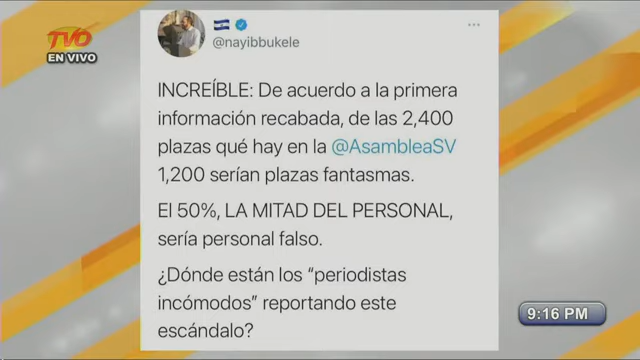 TVO
EN VIVO
@nayibbukele
INCREÍBLE: De acuerdo a la primera
información recabada, de las 2,400
plazas qué hay en la @AsambleaSV
1,200 serían plazas fantasmas.
El 50%, LA MITAD DEL PERSONAL,
sería personal falso.
¿Dónde están los “periodistas
incómodos” reportando este
escándalo?
9:16 PM